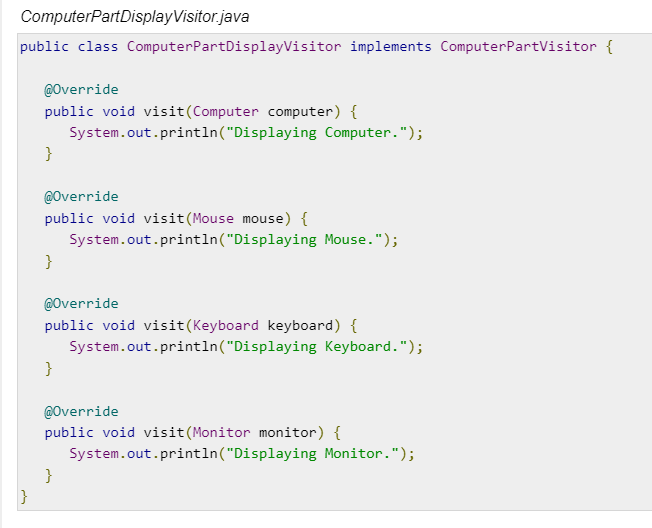 ComputerPartDisplayVisitor.java
public class ComputerPartDisplayVisitor implements ComputerPartVisitor {
@Override
public void visit(Computer computer) {
System.out.println("Displaying Computer.");
}
@Override
public void visit(Mouse mouse) {
System.out.println("Displaying Mouse.");
}
@Override
public void visit(Keyboard keyboard) {
System.out.println("Displaying Keyboard.");
}
@Override
public void visit(Monitor monitor) {
System.out.println("Displaying Monitor.");
}
}